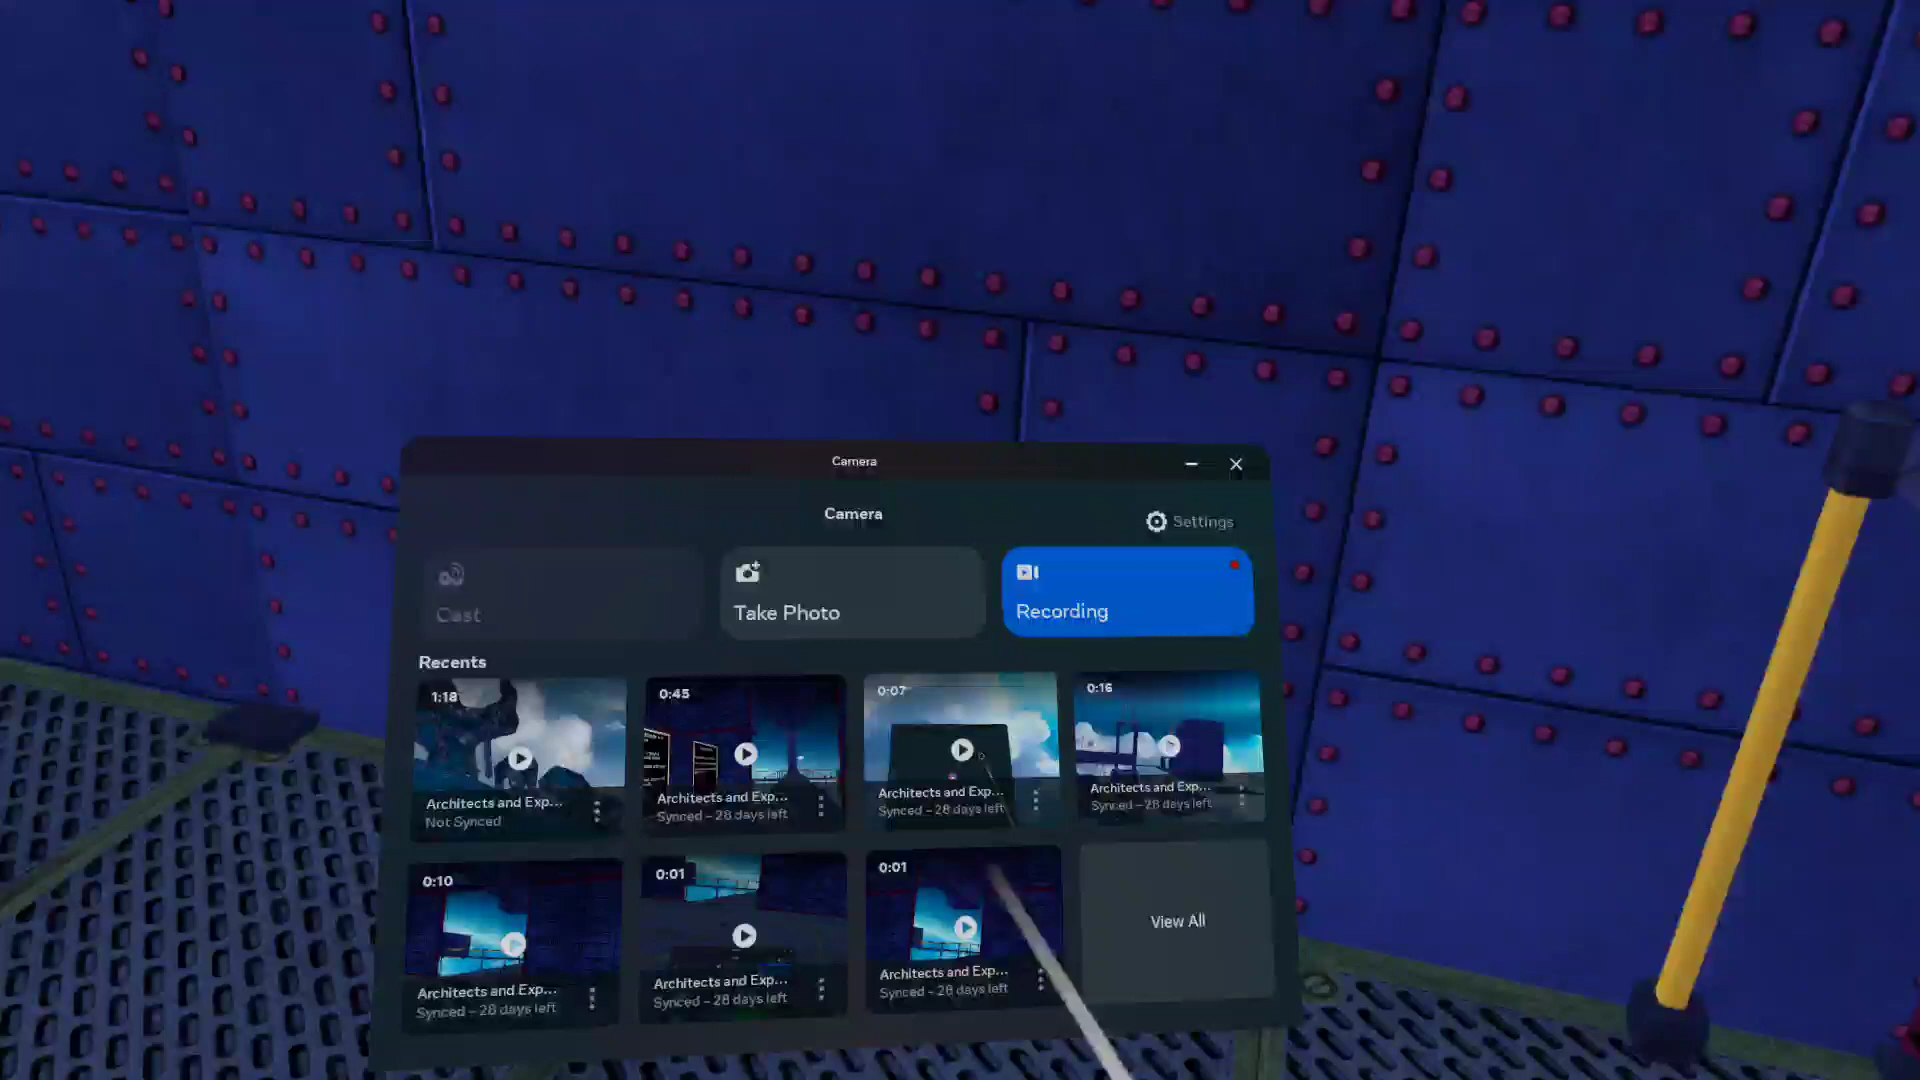 Camera
Camera
Settings
Cast
Take Photo
Recording
Recents
1:18
Architects and Exp...
Not Synced
0:45
Architects and Exp...
Synced – 28 days left
0:07
Architects and Exp...
Synced – 28 days left
0:16
Architects and Exp...
Synced – 28 days left
0:10
Architects and Exp...
Synced – 28 days left
0:01
Architects and Exp...
Synced – 28 days left
0:01
Architects and Exp...
Synced – 28 days left
View All